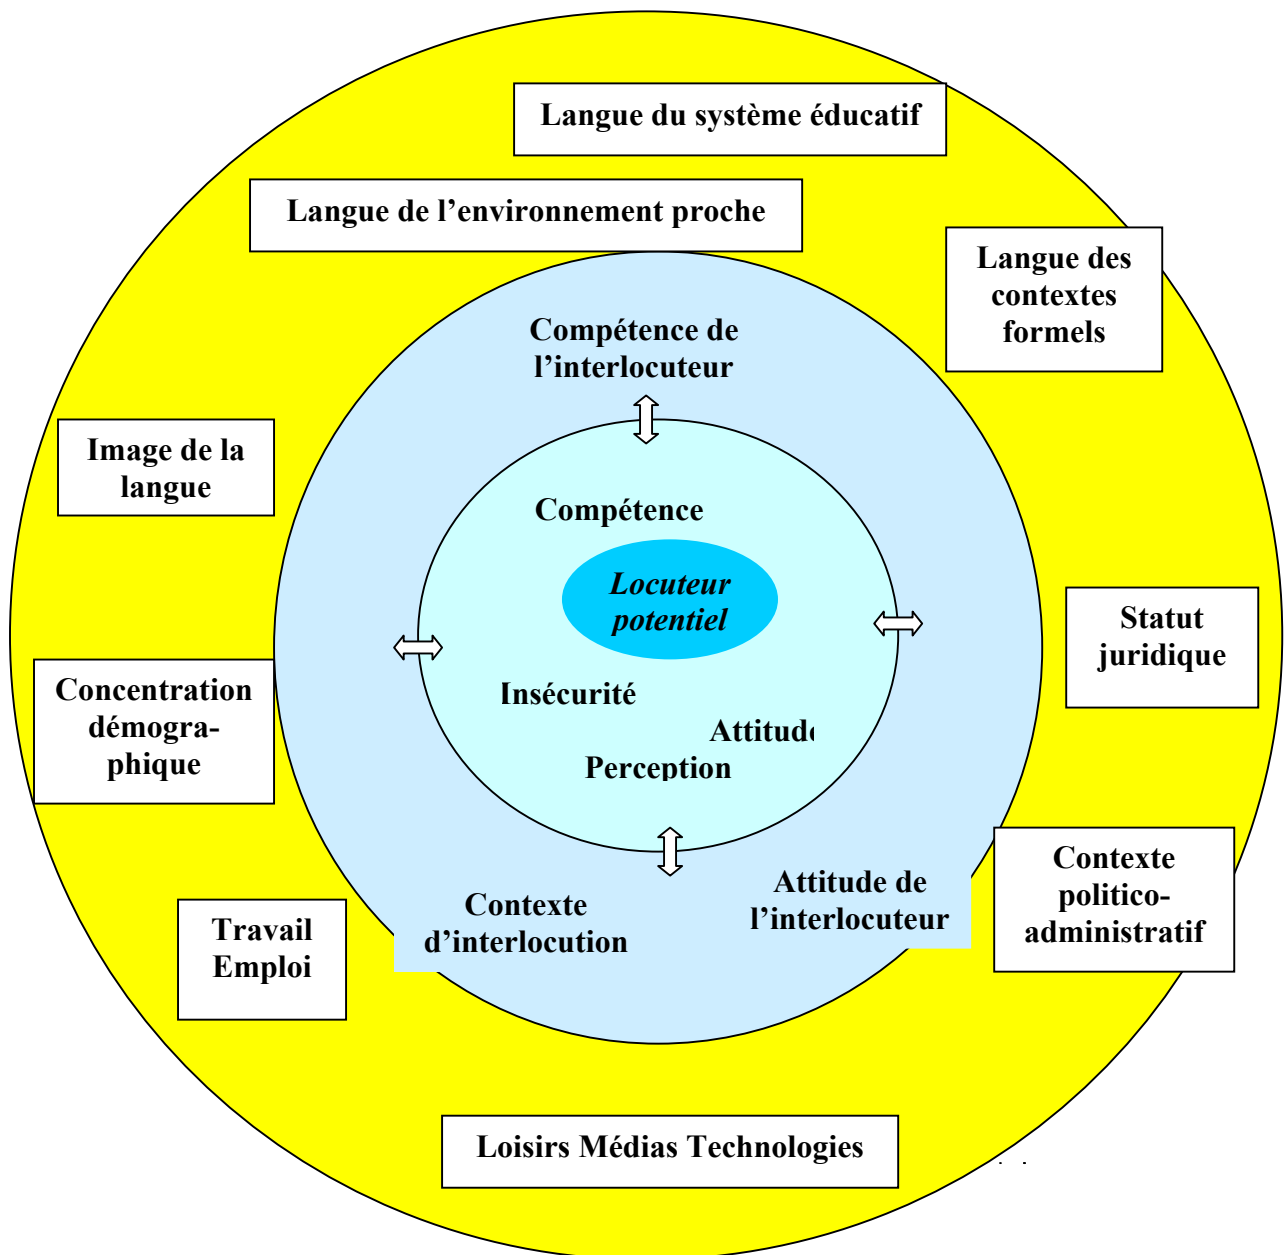 Langue du système éducatif
Langue de l’environnement proche
Langue des
contextes
formels
Compétence de
l’interlocuteur
Image de la
langue
Compétence
Locuteur
potentiel
Statut
juridique
Concentration
démogra-
phique
Insécurité
Attitude
Perception
Contexte
politico-
administratif
Attitude de
l’interlocuteur
Contexte
d’interlocution
Travail
Emploi
Loisirs Médias Technologies